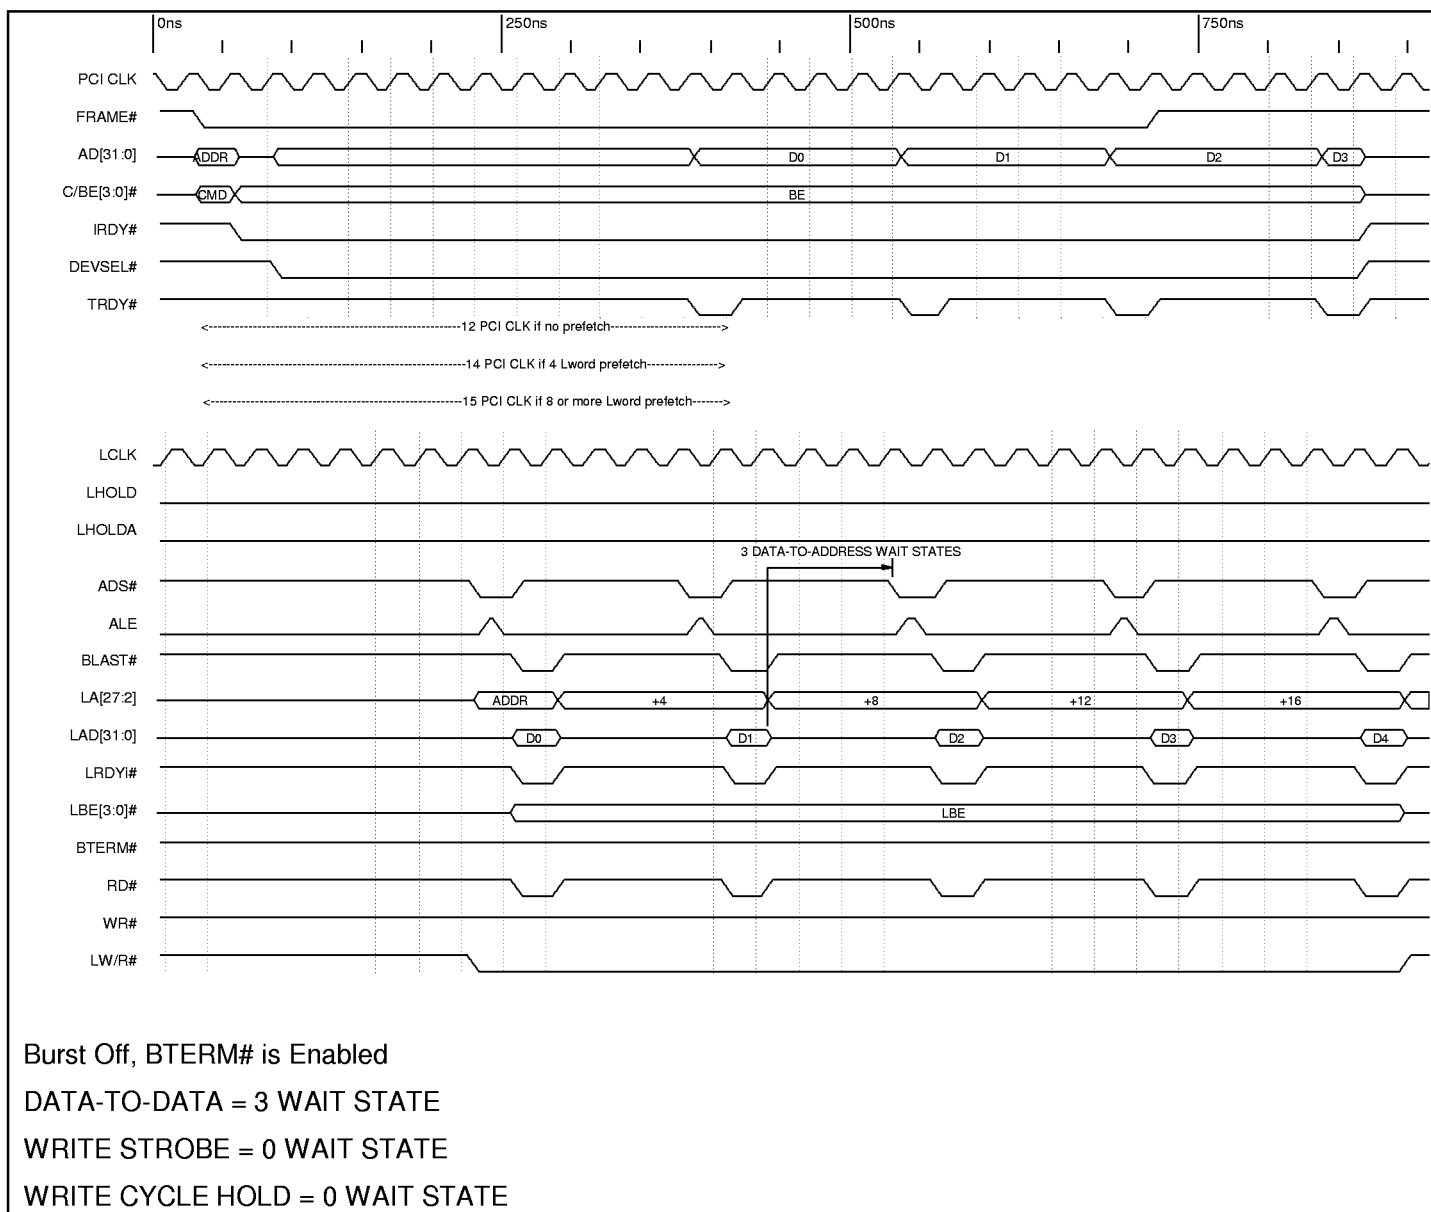 0ns 250ns 500ns 750ns
PCI CLK
FRAME#
AD[31:0] ADDR D0 D1 D2 D3
C/BE[3:0]# CMD BE
IRDY#
DEVSEL#
TRDY#
<---12 PCI CLK if no prefetch--->
<---14 PCI CLK if 4 Lword prefetch--->
<---15 PCI CLK if 8 or more Lword prefetch--->
LCLK
LHOLD
LHOLDA
3 DATA-TO-ADDRESS WAIT STATES
ADS#
ALE
BLAST#
LA[27:2] ADDR +4 +8 +12 +16
LAD[31:0] D0 D1 D2 D3 D4
LRDYi#
LBE[3:0]# LBE
BTERM#
RD#
WR#
LW/R#
Burst Off, BTERM# is Enabled
DATA-TO-DATA = 3 WAIT STATE
WRITE STROBE = 0 WAIT STATE
WRITE CYCLE HOLD = 0 WAIT STATE